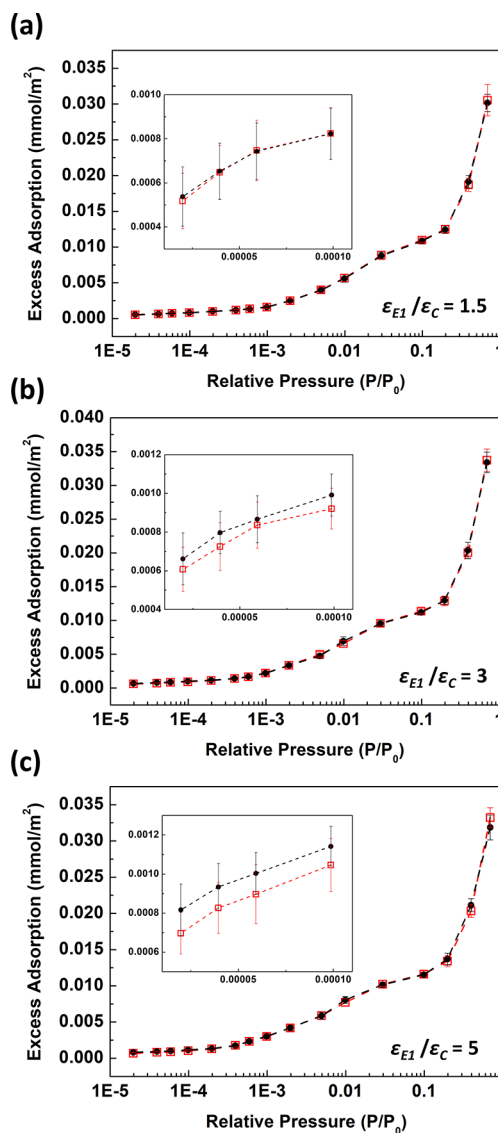 (a)
Excess Adsorption (mmol/m²)
0.035
0.030
0.025
0.020
0.015
0.010
0.005
0.000
0.0010
0.0008
0.0006
0.0004
0.00005 0.00010
εE1/εC = 1.5
1E-5 1E-4 1E-3 0.01 0.1 1
Relative Pressure (P/P₀)
(b)
Excess Adsorption (mmol/m²)
0.040
0.035
0.030
0.025
0.020
0.015
0.010
0.005
0.000
0.0012
0.0010
0.0008
0.0006
0.0004
0.00005 0.00010
εE1/εC = 3
1E-5 1E-4 1E-3 0.01 0.1 1
Relative Pressure (P/P₀)
(c)
Excess Adsorption (mmol/m²)
0.035
0.030
0.025
0.020
0.015
0.010
0.005
0.000
0.0012
0.0010
0.0008
0.0006
0.00005 0.00010
εE1/εC = 5
1E-5 1E-4 1E-3 0.01 0.1 1
Relative Pressure (P/P₀)